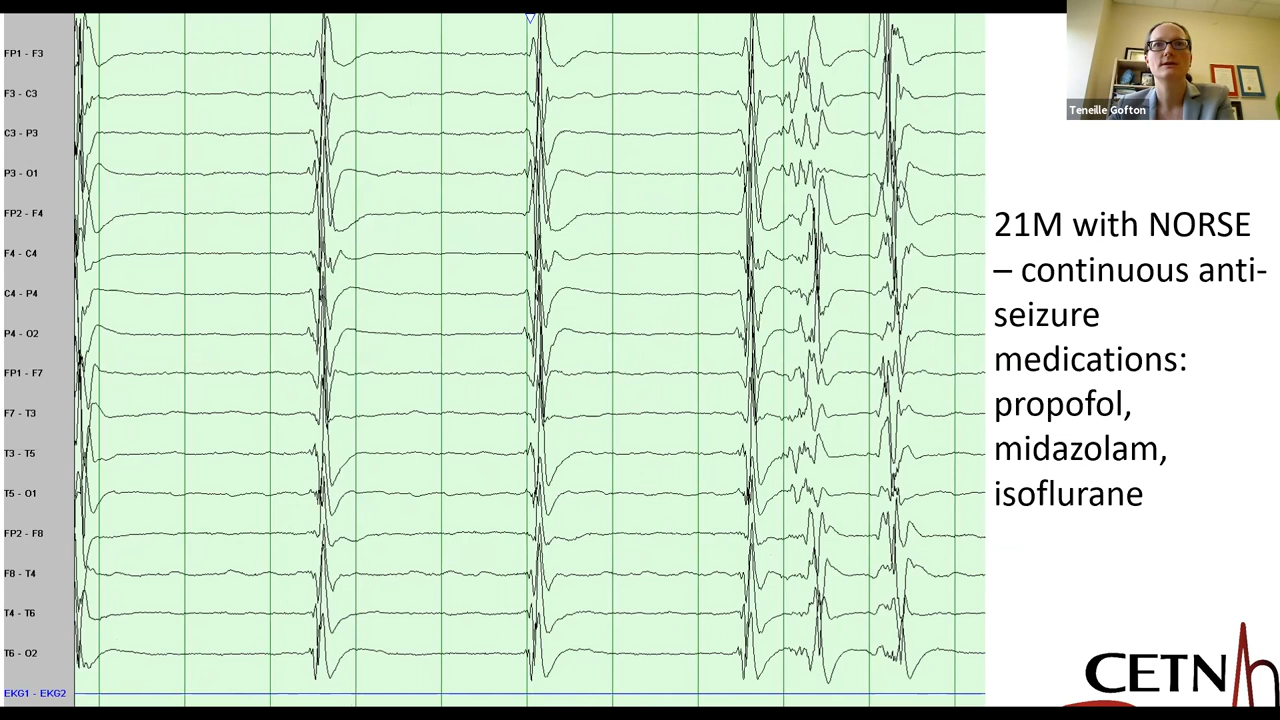 FP1 - F3
F3 - C3
C3 - P3
P3 - O1
FP2 - F4
F4 - C4
C4 - P4
P4 - O2
FP1 - F7
F7 - T3
T3 - T5
T5 - O1
FP2 - F8
F8 - T4
T4 - T6
T6 - O2
EKG1 - EKG2
Teneille Gofton
21M with NORSE
– continuous anti-
seizure
medications:
propofol,
midazolam,
isoflurane
CETN